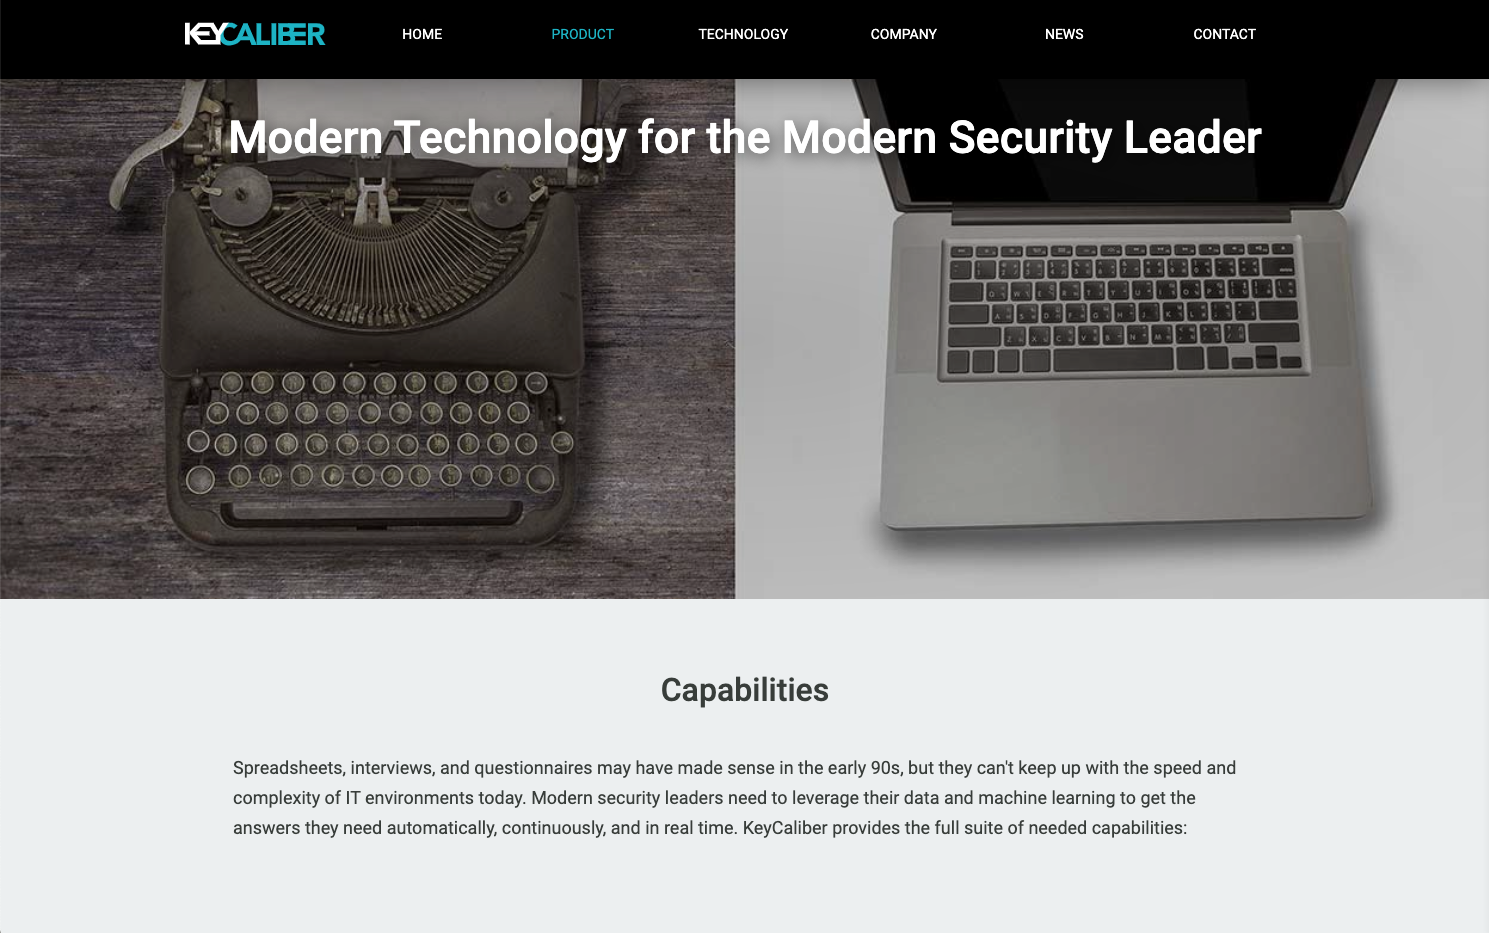 KEYCALIBER
HOME
PRODUCT
TECHNOLOGY
COMPANY
NEWS
CONTACT
Modern Technology for the Modern Security Leader
Capabilities
Spreadsheets, interviews, and questionnaires may have made sense in the early 90s, but they can't keep up with the speed and
complexity of IT environments today. Modern security leaders need to leverage their data and machine learning to get the
answers they need automatically, continuously, and in real time. KeyCaliber provides the full suite of needed capabilities: